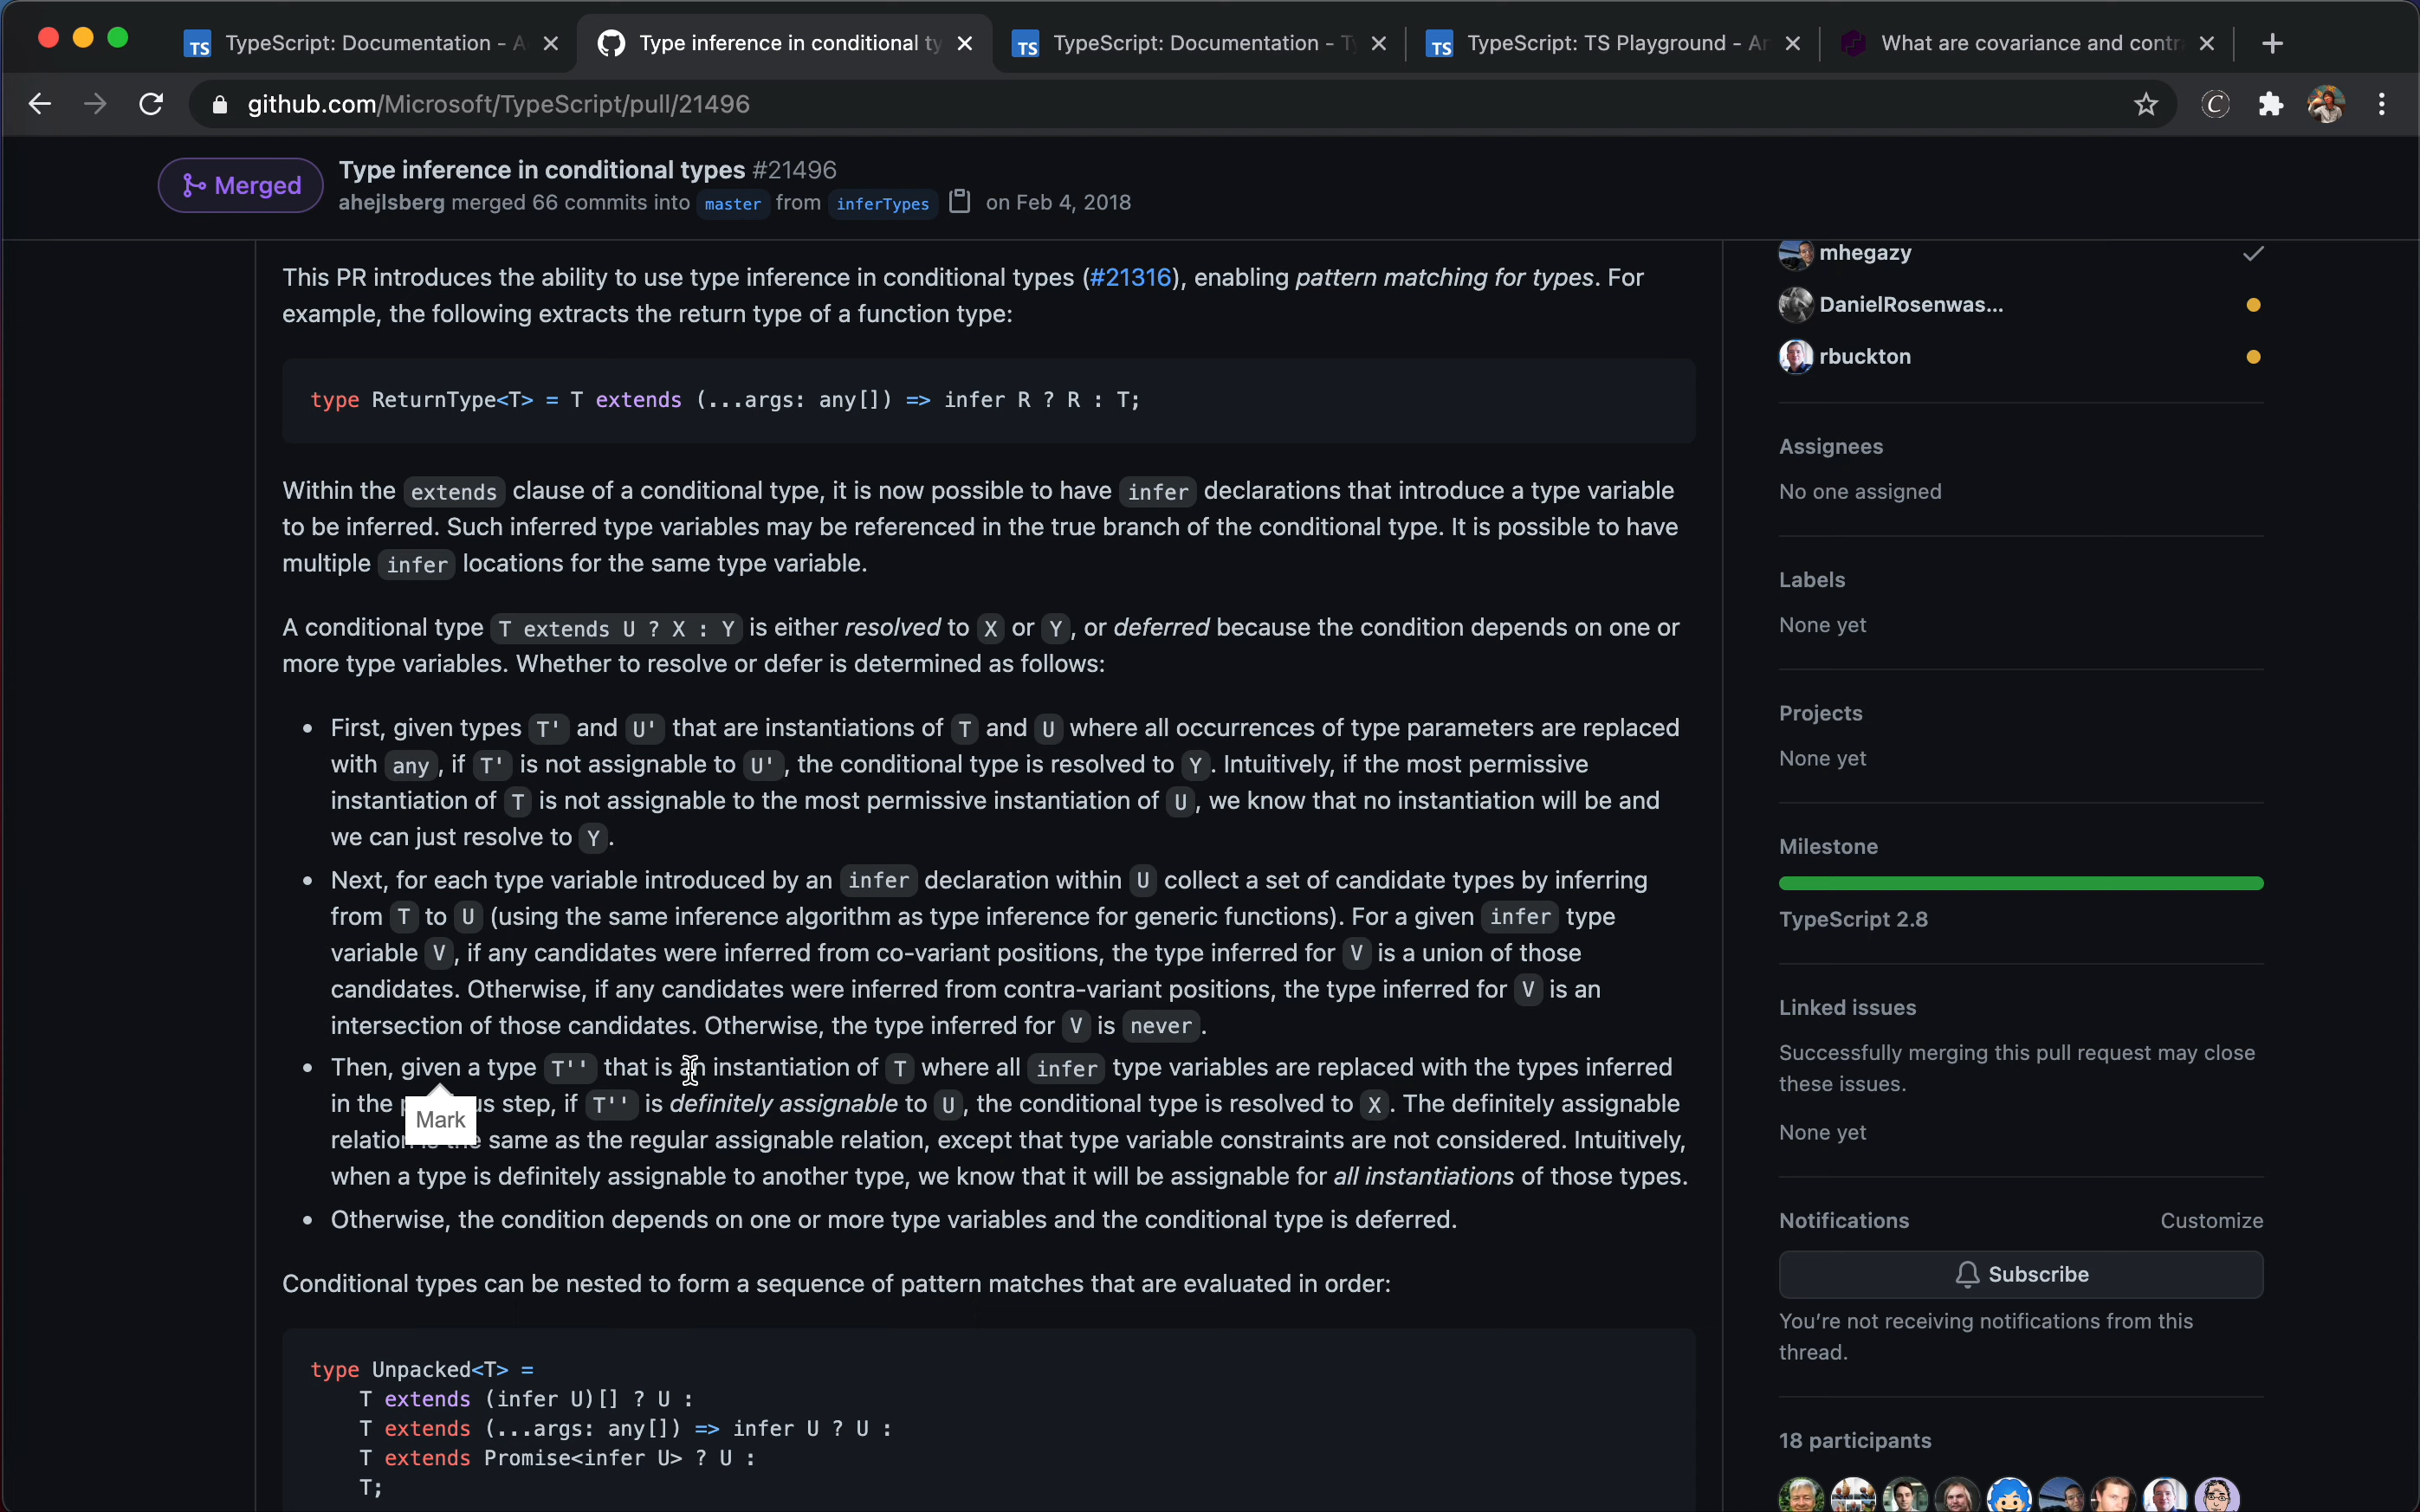 TypeScript: Documentation - A
Type inference in conditional ty
TypeScript: Documentation - Ty
TypeScript: TS Playground - An
What are covariance and contr
github.com/Microsoft/TypeScript/pull/21496
Merged
Type inference in conditional types #21496
ahejlsberg merged 66 commits into master from inferTypes on Feb 4, 2018
This PR introduces the ability to use type inference in conditional types (#21316), enabling pattern matching for types. For
example, the following extracts the return type of a function type:
type ReturnType<T> = T extends (...args: any[]) => infer R ? R : T;
Within the extends clause of a conditional type, it is now possible to have infer declarations that introduce a type variable
to be inferred. Such inferred type variables may be referenced in the true branch of the conditional type. It is possible to have
multiple infer locations for the same type variable.
A conditional type T extends U ? X : Y is either resolved to X or Y, or deferred because the condition depends on one or
more type variables. Whether to resolve or defer is determined as follows:
• First, given types T' and U' that are instantiations of T and U where all occurrences of type parameters are replaced
with any, if T' is not assignable to U', the conditional type is resolved to Y. Intuitively, if the most permissive
instantiation of T is not assignable to the most permissive instantiation of U, we know that no instantiation will be and
we can just resolve to Y.
• Next, for each type variable introduced by an infer declaration within U collect a set of candidate types by inferring
from T to U (using the same inference algorithm as type inference for generic functions). For a given infer type
variable V, if any candidates were inferred from co-variant positions, the type inferred for V is a union of those
candidates. Otherwise, if any candidates were inferred from contra-variant positions, the type inferred for V is an
intersection of those candidates. Otherwise, the type inferred for V is never.
• Then, given a type T'' that is an instantiation of T where all infer type variables are replaced with the types inferred
in the p us step, if T'' is definitely assignable to U, the conditional type is resolved to X. The definitely assignable
Mark
relation is the same as the regular assignable relation, except that type variable constraints are not considered. Intuitively,
when a type is definitely assignable to another type, we know that it will be assignable for all instantiations of those types.
• Otherwise, the condition depends on one or more type variables and the conditional type is deferred.
Conditional types can be nested to form a sequence of pattern matches that are evaluated in order:
type Unpacked<T> =
T extends (infer U)[] ? U :
T extends (...args: any[]) => infer U ? U :
T extends Promise<infer U> ? U :
T;
mhegazy
DanielRosenwas...
rbuckton
Assignees
No one assigned
Labels
None yet
Projects
None yet
Milestone
TypeScript 2.8
Linked issues
Successfully merging this pull request may close
these issues.
None yet
Notifications Customize
Subscribe
You're not receiving notifications from this
thread.
18 participants